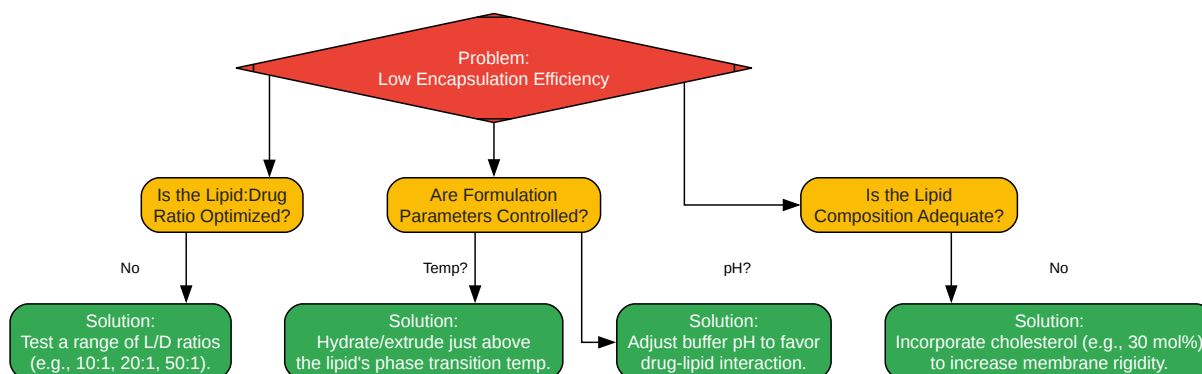 Problem:
Low Encapsulation Efficiency
Is the Lipid:Drug
Ratio Optimized?
Are Formulation
Parameters Controlled?
Is the Lipid
Composition Adequate?
No
Temp?
pH?
No
Solution:
Test a range of L/D ratios
(e.g., 10:1, 20:1, 50:1).
Solution:
Hydrate/extrude just above
the lipid's phase transition temp.
Solution:
Adjust buffer pH to favor
drug-lipid interaction.
Solution:
Incorporate cholesterol (e.g., 30 mol%)
to increase membrane rigidity.